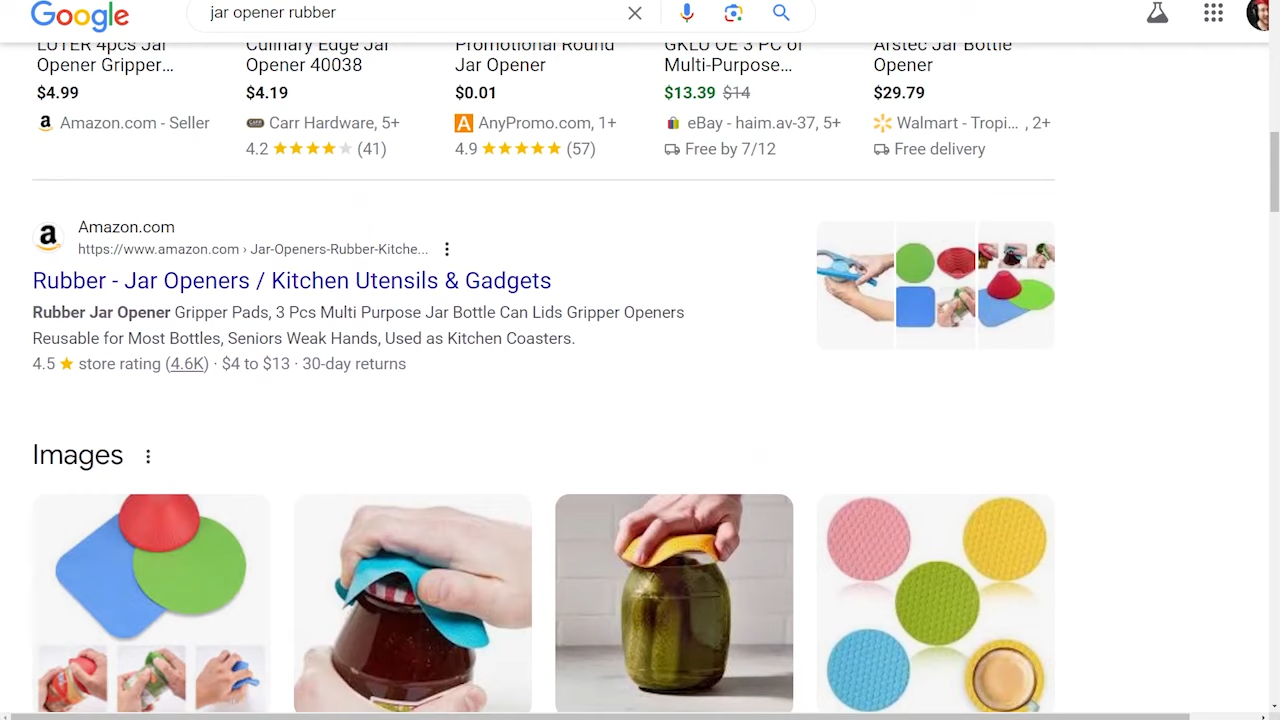 Google
jar opener rubber
LUTER 4pcs Jar
Opener Gripper...
$4.99
Amazon.com - Seller
Culinary Edge Jar
Opener 40038
$4.19
Carr Hardware, 5+
4.2 (41)
Promotional Round
Jar Opener
$0.01
AnyPromo.com, 1+
4.9 (57)
GKLU OE 3 PC of
Multi-Purpose...
$13.39 $14
eBay - haim.av-37, 5+
Free by 7/12
Arstec Jar Bottle
Opener
$29.79
Walmart - Tropi... , 2+
Free delivery
Amazon.com
https://www.amazon.com › Jar-Openers-Rubber-Kitche...
Rubber - Jar Openers / Kitchen Utensils & Gadgets
Rubber Jar Opener Gripper Pads, 3 Pcs Multi Purpose Jar Bottle Can Lids Gripper Openers
Reusable for Most Bottles, Seniors Weak Hands, Used as Kitchen Coasters.
4.5 ★ store rating (4.6K) · $4 to $13 · 30-day returns
Images